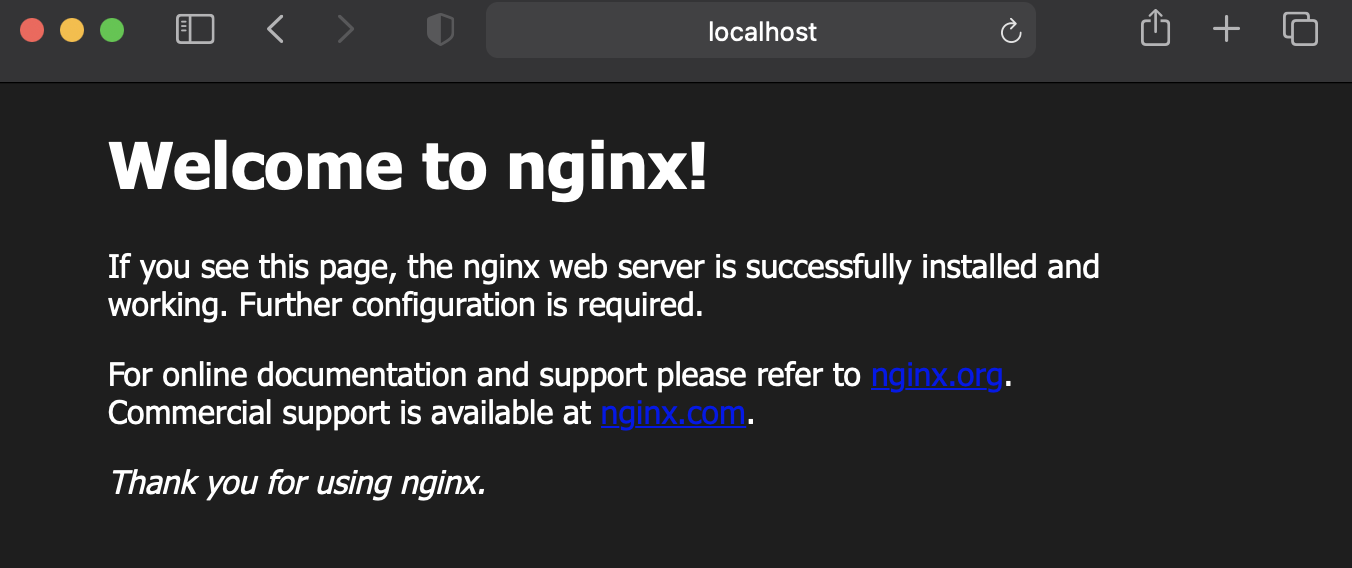 localhost
Welcome to nginx!
If you see this page, the nginx web server is successfully installed and
working. Further configuration is required.
For online documentation and support please refer to nginx.org.
Commercial support is available at nginx.com.
Thank you for using nginx.